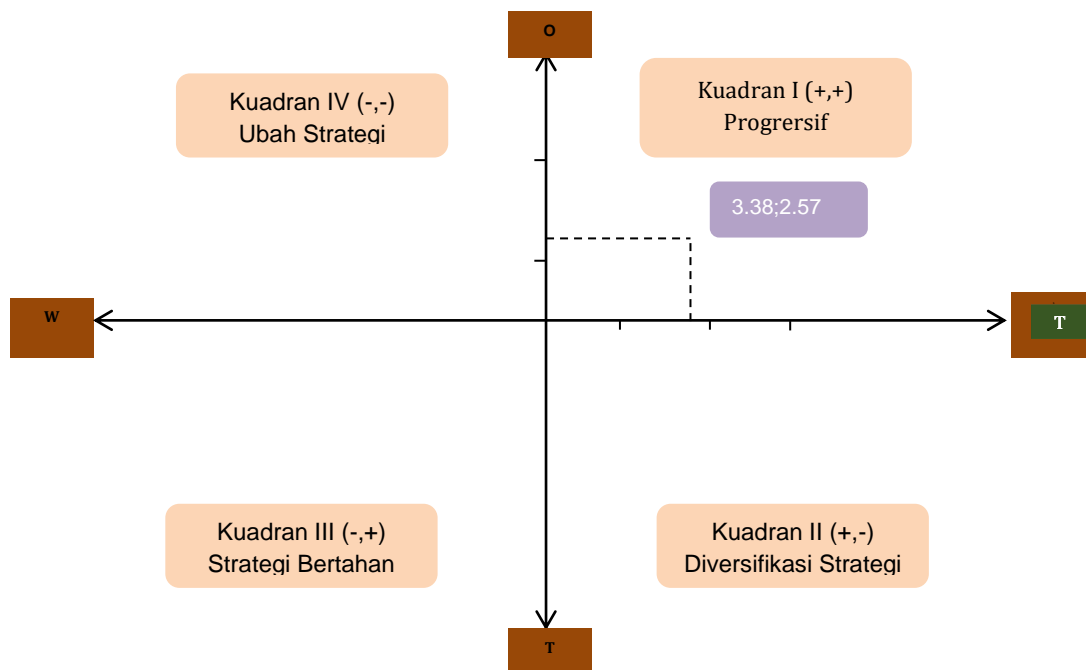 O
Kuadran IV (-,-)
Ubah Strategi
Kuadran I (+,+)
Progrersif
3.38;2.57
W
T
Kuadran III (-,+)
Strategi Bertahan
Kuadran II (+,-)
Diversifikasi Strategi
T